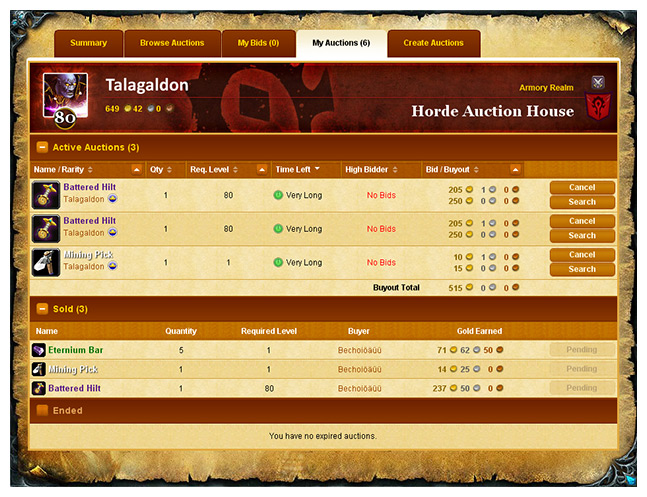 Summary Browse Auctions My Bids (0) My Auctions (6) Create Auctions
Talagaldon
Armory Realm
80
649 42 0
Horde Auction House
Active Auctions (3)
Name / Rarity Qty Req. Level Time Left High Bidder Bid / Buyout
Battered Hilt 1 80 Very Long No Bids 205 1 0 Cancel
Talagaldon 250 0 0 Search
Battered Hilt 1 80 Very Long No Bids 205 1 0 Cancel
Talagaldon 250 0 0 Search
Mining Pick 1 1 Very Long No Bids 10 1 0 Cancel
Talagaldon 15 0 0 Search
Buyout Total 515 0 0
Sold (3)
Name Quantity Required Level Buyer Gold Earned
Eternium Bar 5 1 Bechoiöäüü 71 62 50 Pending
Mining Pick 1 1 Bechoiöäüü 14 25 0 Pending
Battered Hilt 1 80 Bechoiöäüü 237 50 0 Pending
Ended
You have no expired auctions.